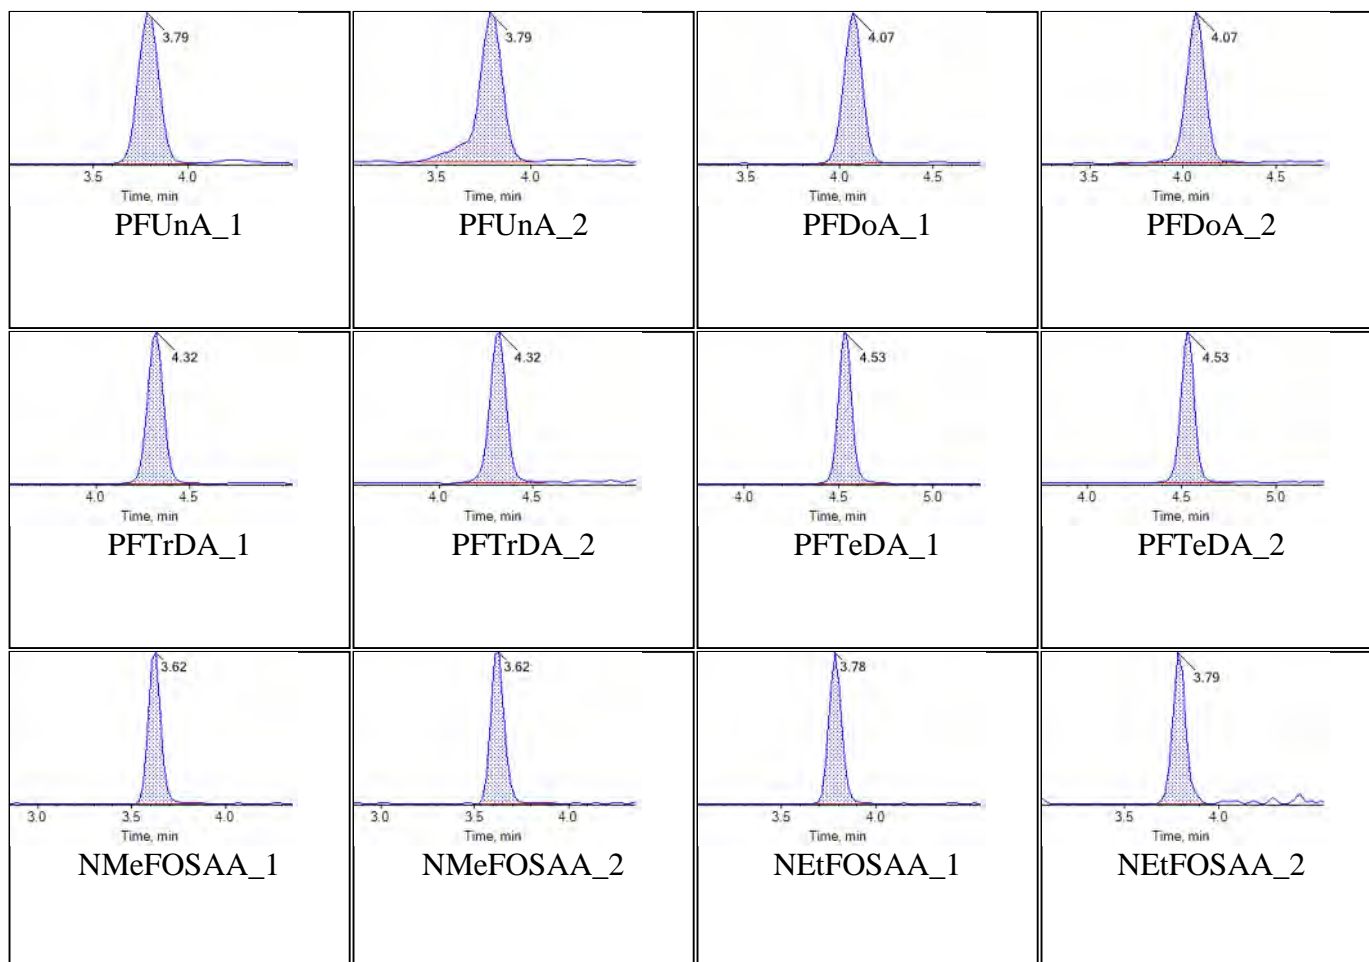 3.79
3.5 4.0
Time, min
PFUnA_1
3.79
3.5 4.0
Time, min
PFUnA_2
4.07
3.5 4.0 4.5
Time, min
PFDoA_1
4.07
3.5 4.0 4.5
Time, min
PFDoA_2
4.32
4.0 4.5
Time, min
PFTrDA_1
4.32
4.0 4.5
Time, min
PFTrDA_2
4.53
4.0 4.5 5.0
Time, min
PFTeDA_1
4.53
4.0 4.5 5.0
Time, min
PFTeDA_2
3.62
3.0 3.5 4.0
Time, min
NMeFOSAA_1
3.62
3.0 3.5 4.0
Time, min
NMeFOSAA_2
3.78
3.5 4.0
Time, min
NEtFOSAA_1
3.79
3.5 4.0
Time, min
NEtFOSAA_2